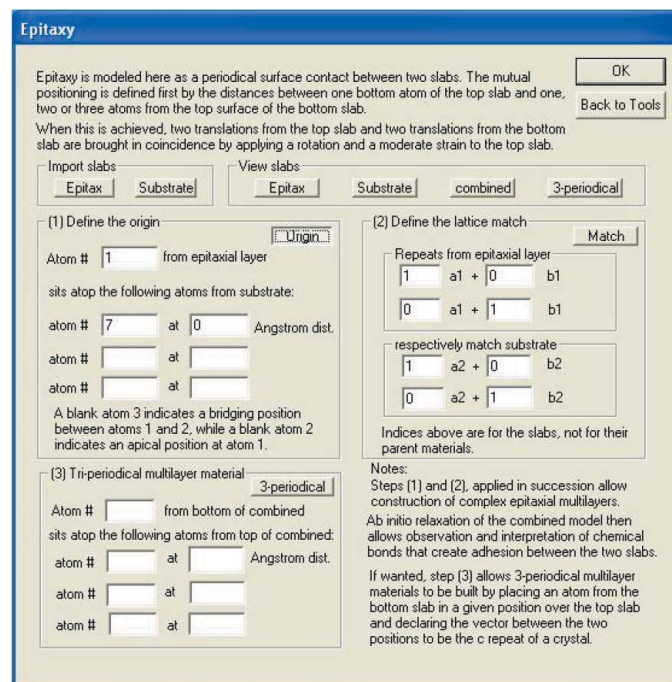 Epitaxy
Epitaxy is modeled here as a periodical surface contact between two slabs. The mutual
positioning is defined first by the distances between one bottom atom of the top slab and one,
two or three atoms from the top surface of the bottom slab.
When this is achieved, two translations from the top slab and two translations from the bottom
slab are brought in coincidence by applying a rotation and a moderate strain to the top slab.
OK
Back to Tools
Import slabs
Epitax Substrate
View slabs
Epitax Substrate combined 3-periodical
(1) Define the origin
Origin
Atom # 1 from epitaxial layer
sits atop the following atoms from substrate:
atom # 7 at 0 Angstrom dist.
atom # at
atom # at
A blank atom 3 indicates a bridging position
between atoms 1 and 2, while a blank atom 2
indicates an apical position at atom 1.
(2) Define the lattice match
Match
Repeats from epitaxial layer
1 a1 + 0 b1
0 a1 + 1 b1
respectively match substrate
1 a2 + 0 b2
0 a2 + 1 b2
Indices above are for the slabs, not for their
parent materials.
(3) Tri-periodical multilayer material
3-periodical
Atom # from bottom of combined
sits atop the following atoms from top of combined:
atom # at Angstrom dist.
atom # at
atom # at
Notes:
Steps (1) and (2), applied in succession allow
construction of complex epitaxial multilayers.
Ab initio relaxation of the combined model then
allows observation and interpretation of chemical
bonds that create adhesion between the two slabs.
If wanted, step (3) allows 3-periodical multilayer
materials to be built by placing an atom from the
bottom slab in a given position over the top slab
and declaring the vector between the two
positions to be the c repeat of a crystal.